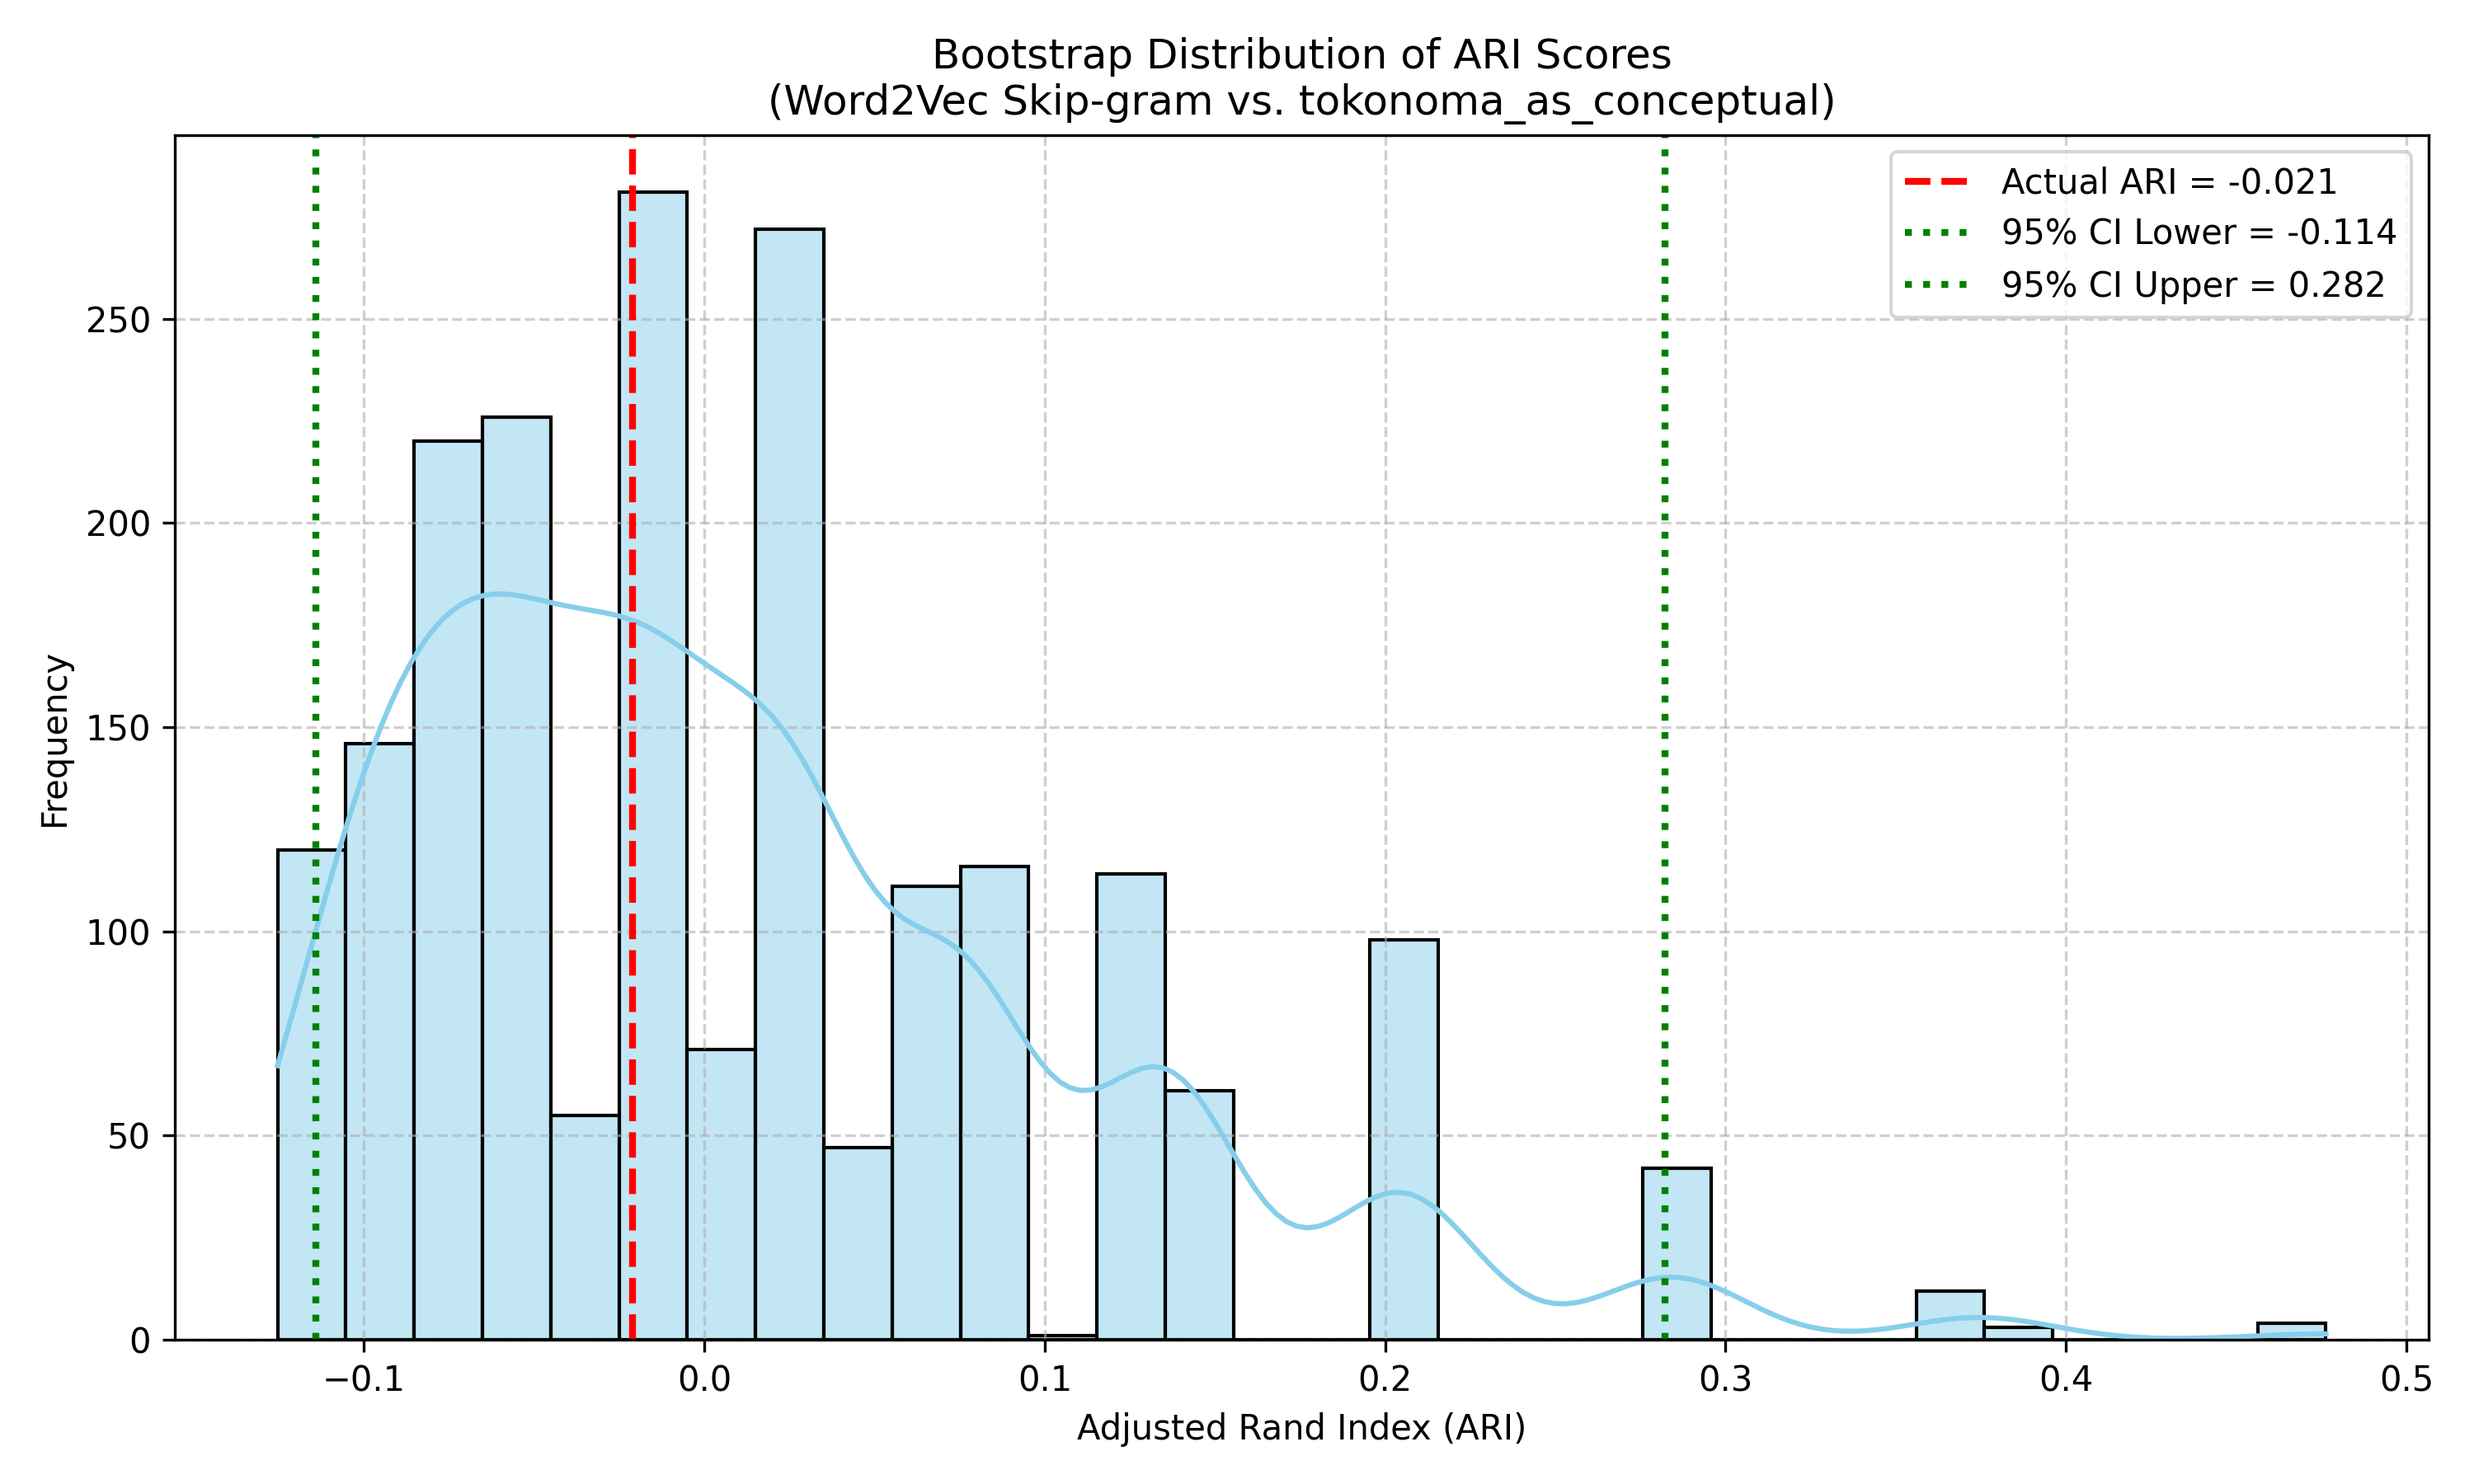 Bootstrap Distribution of ARI Scores
(Word2Vec Skip-gram vs. tokonoma_as_conceptual)
Actual ARI = -0.021
95% CI Lower = -0.114
95% CI Upper = 0.282
Frequency
250
200
150
100
50
0
−0.1
0.0
0.1
0.2
0.3
0.4
0.5
Adjusted Rand Index (ARI)